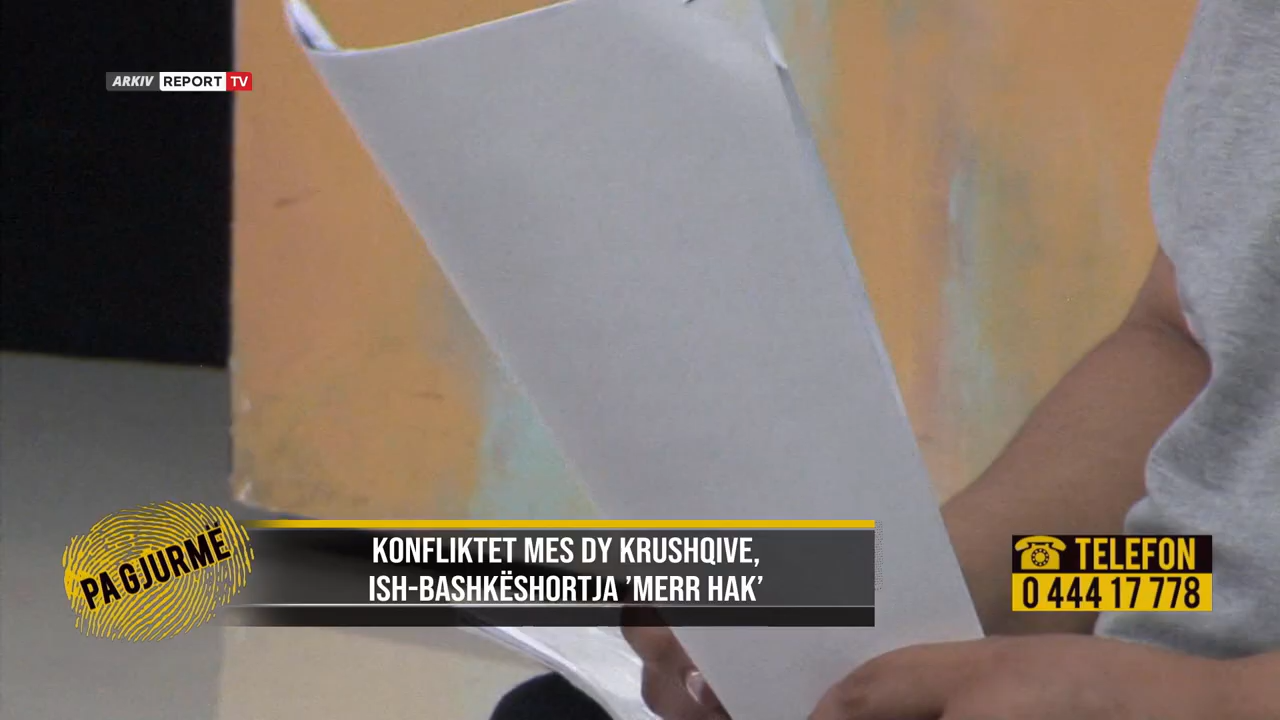 ARKIV REPORT TV
PA GJURMË
KONFLIKTET MES DY KRUSHQIVE,
ISH-BASHKËSHORTJA 'MERR HAK'
TELEFON
0 444 17 778